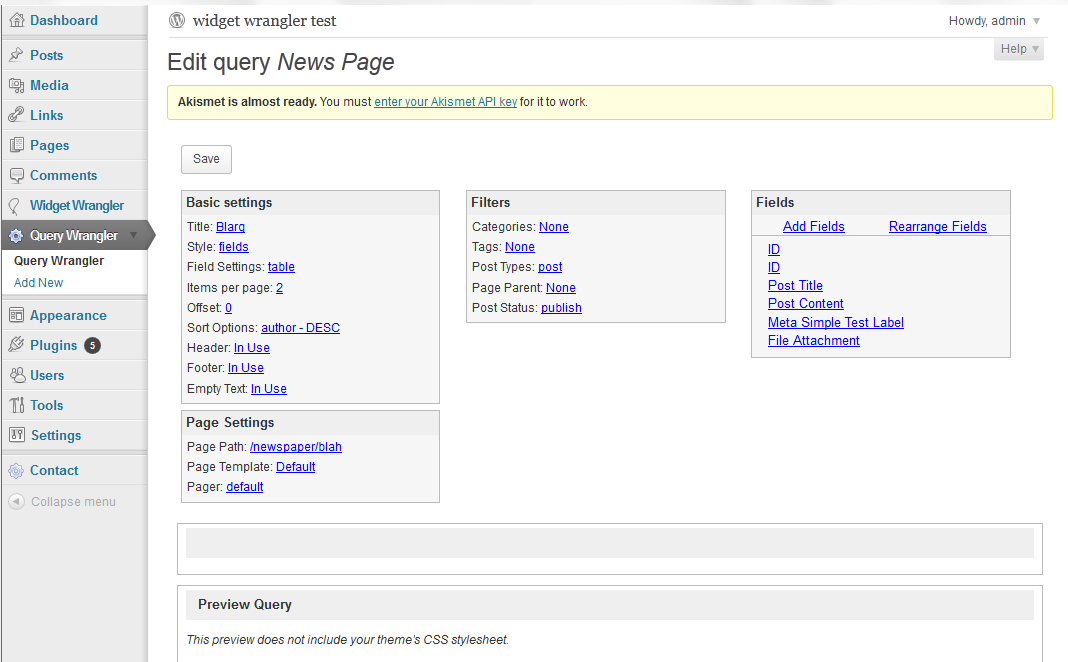 Dashboard
Posts
Media
Links
Pages
Comments
Widget Wrangler
Query Wrangler
Query Wrangler
Add New
Appearance
Plugins 5
Users
Tools
Settings
Contact
Collapse menu
widget wrangler test
Howdy, admin
Help
Edit query News Page
Akismet is almost ready. You must enter your Akismet API key for it to work.
Save
Basic settings
Title: Blarg
Style: fields
Field Settings: table
Items per page: 2
Offset: 0
Sort Options: author - DESC
Header: In Use
Footer: In Use
Empty Text: In Use
Page Settings
Page Path: /newspaper/blah
Page Template: Default
Pager: default
Filters
Categories: None
Tags: None
Post Types: post
Page Parent: None
Post Status: publish
Fields
Add Fields Rearrange Fields
ID
ID
Post Title
Post Content
Meta Simple Test Label
File Attachment
Preview Query
This preview does not include your theme's CSS stylesheet.